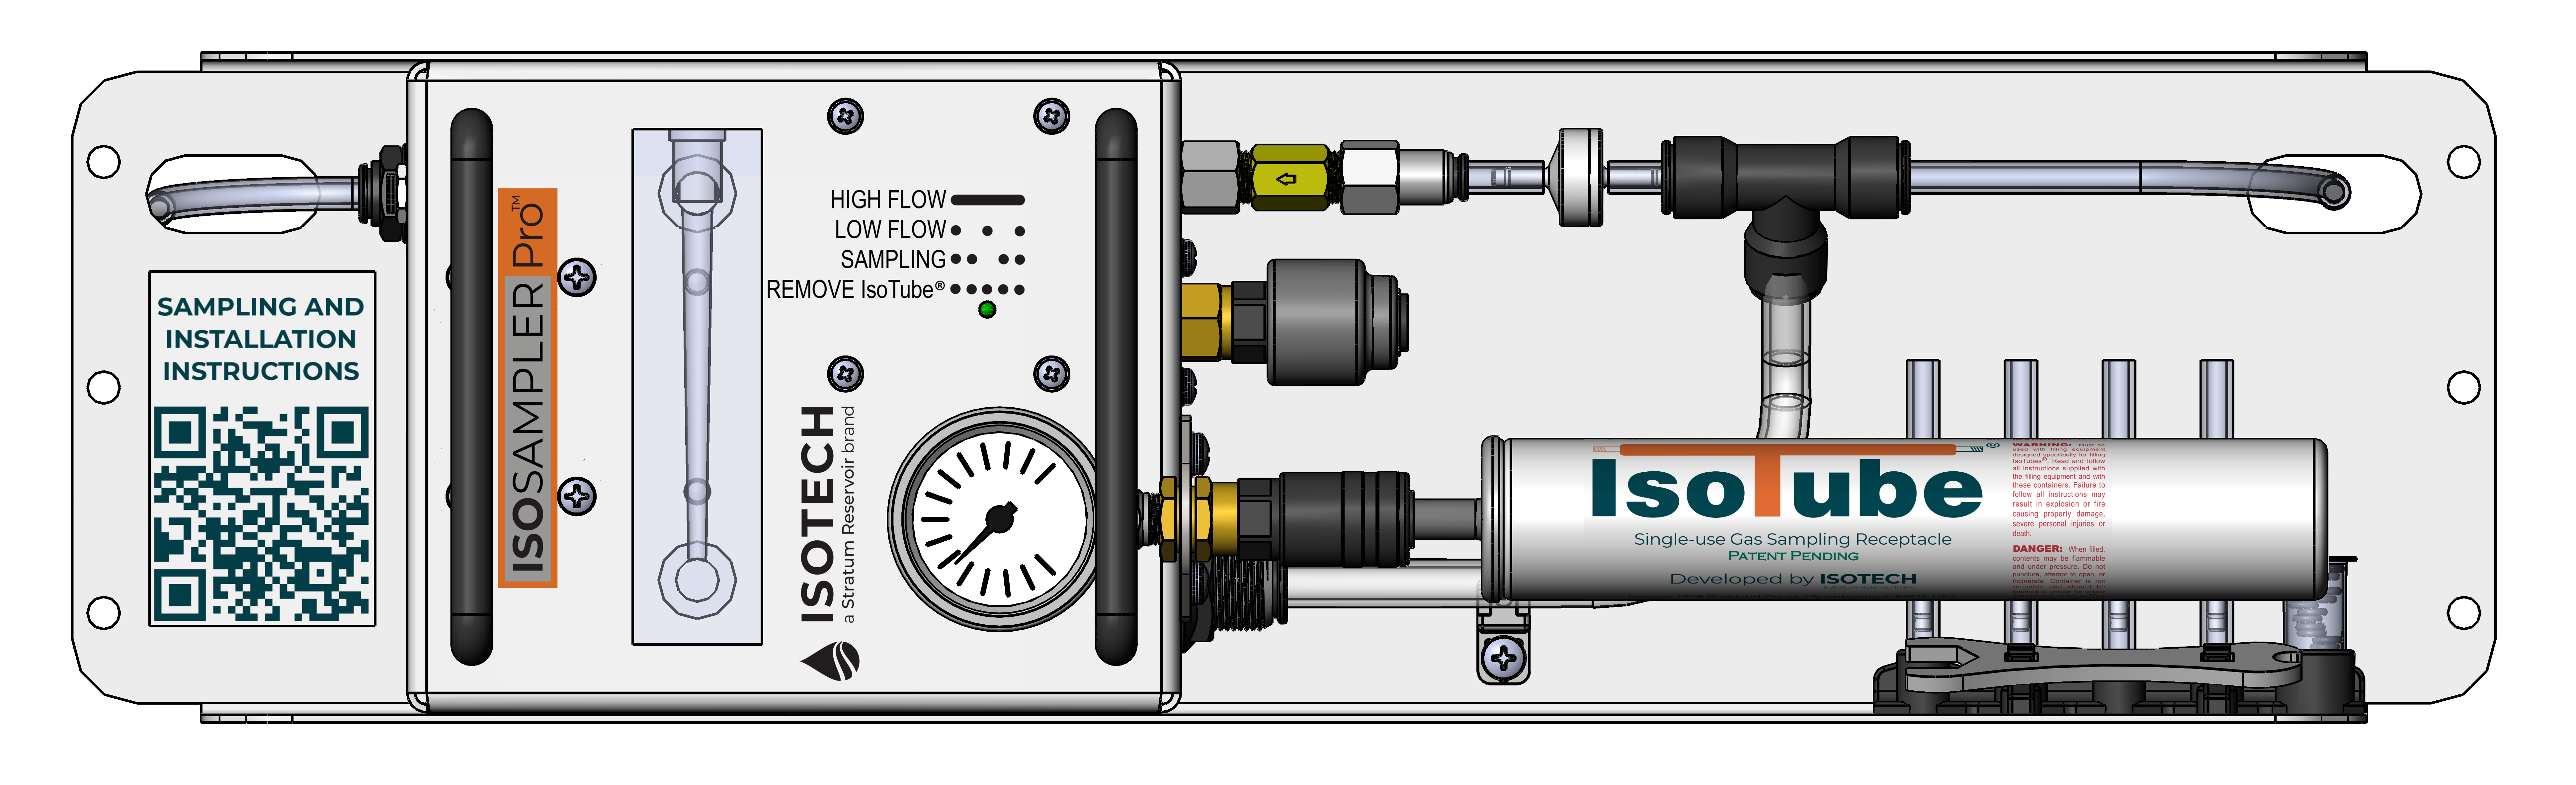 SAMPLING AND
INSTALLATION
INSTRUCTIONS
ISOSAMPLER Pro™
HIGH FLOW
LOW FLOW
SAMPLING
REMOVE IsoTube®
ISOTECH
a Stratum Reservoir brand
IsoTube®
Single-use Gas Sampling Receptacle
PATENT PENDING
Developed by ISOTECH
WARNING: Must be
used with filling equipment
designed specifically for filling
IsoTubes®. Read and follow
all instructions supplied with
the filling equipment and with
these containers. Failure to
follow all instructions may
result in explosion or fire
causing property damage,
severe personal injuries or
death.
DANGER: When filled,
contents may be flammable
and under pressure. Do not
puncture, attempt to open, or
incinerate. Container is not